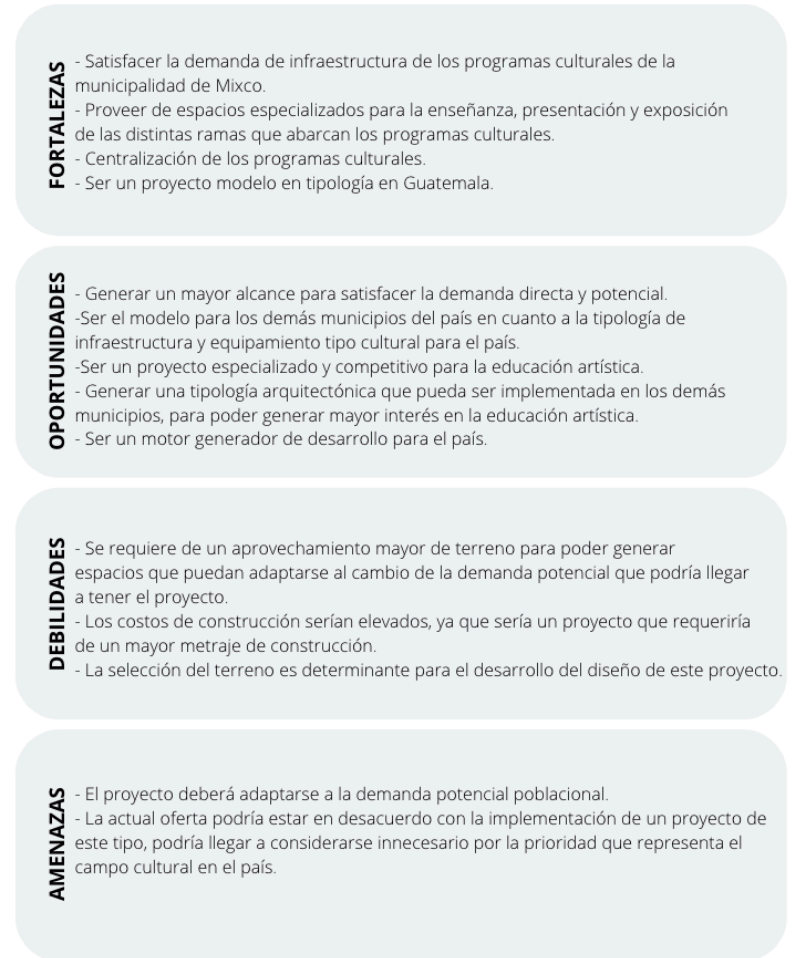 FORTALEZAS
- Satisfacer la demanda de infraestructura de los programas culturales de la
municipalidad de Mixco.
- Proveer de espacios especializados para la enseñanza, presentación y exposición
de las distintas ramas que abarcan los programas culturales.
- Centralización de los programas culturales.
- Ser un proyecto modelo en tipología en Guatemala.
OPORTUNIDADES
- Generar un mayor alcance para satisfacer la demanda directa y potencial.
-Ser el modelo para los demás municipios del país en cuanto a la tipología de
infraestructura y equipamiento tipo cultural para el país.
-Ser un proyecto especializado y competitivo para la educación artística.
- Generar una tipología arquitectónica que pueda ser implementada en los demás
municipios, para poder generar mayor interés en la educación artística.
- Ser un motor generador de desarrollo para el país.
DEBILIDADES
- Se requiere de un aprovechamiento mayor de terreno para poder generar
espacios que puedan adaptarse al cambio de la demanda potencial que podría llegar
a tener el proyecto.
- Los costos de construcción serían elevados, ya que sería un proyecto que requeriría
de un mayor metraje de construcción.
- La selección del terreno es determinante para el desarrollo del diseño de este proyecto.
AMENAZAS
- El proyecto deberá adaptarse a la demanda potencial poblacional.
- La actual oferta podría estar en desacuerdo con la implementación de un proyecto de
este tipo, podría llegar a considerarse innecesario por la prioridad que representa el
campo cultural en el país.